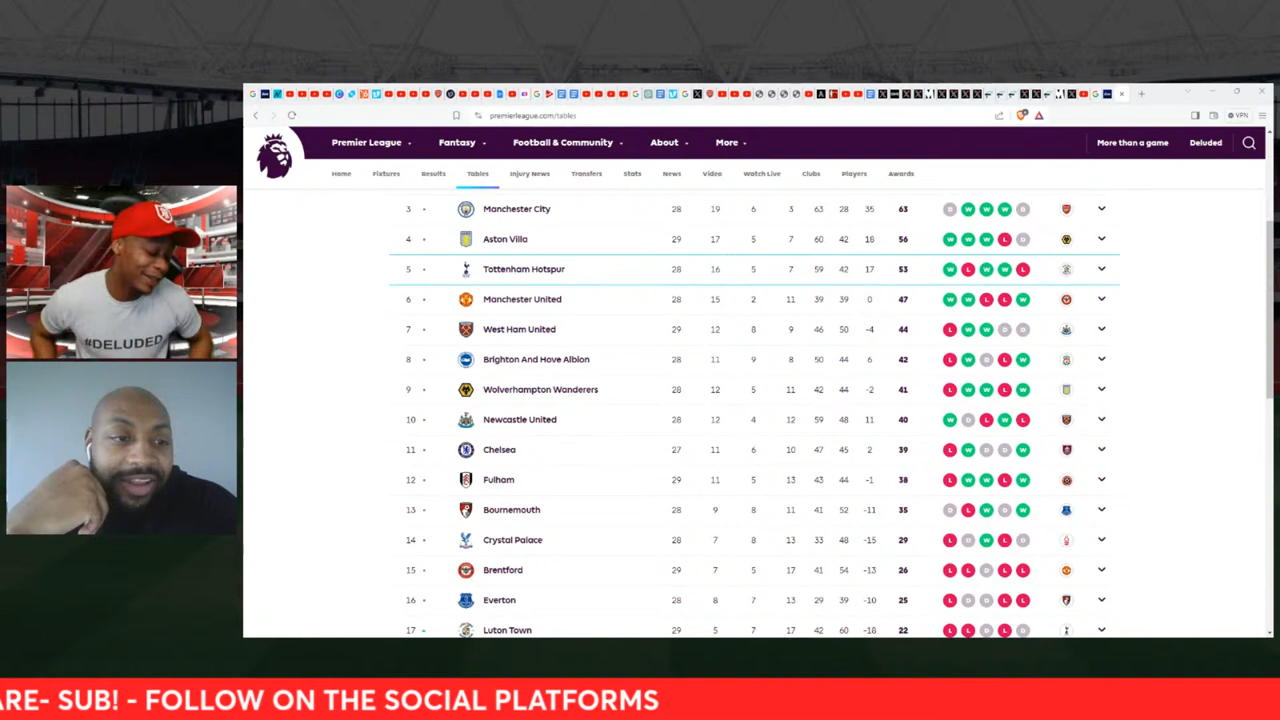 premierleague.com/tables
VPN
Premier League Fantasy Football & Community About More More than a game Deluded
Home Fixtures Results Tables Injury News Transfers Stats News Video Watch Live Clubs Players Awards
3 Manchester City 28 19 6 3 63 28 35 63 D W W W D
4 Aston Villa 29 17 5 7 60 42 18 56 W W W L D
5 Tottenham Hotspur 28 16 5 7 59 42 17 53 W L W W L
6 Manchester United 28 15 2 11 39 39 0 47 W W L L W
7 West Ham United 29 12 8 9 46 50 -4 44 L W W D D
8 Brighton And Hove Albion 28 11 9 8 50 44 6 42 L W D L W
9 Wolverhampton Wanderers 28 12 5 11 42 44 -2 41 L W W L W
10 Newcastle United 28 12 4 12 59 48 11 40 W D L W L
11 Chelsea 27 11 6 10 47 45 2 39 L W D D W
12 Fulham 29 11 5 13 43 44 -1 38 L W W L W
13 Bournemouth 28 9 8 11 41 52 -11 35 D L W D W
14 Crystal Palace 28 7 8 13 33 48 -15 29 L D W L D
15 Brentford 29 7 5 17 41 54 -13 26 L L D L L
16 Everton 28 8 7 13 29 39 -10 25 L D D L L
17 Luton Town 29 5 7 17 42 60 -18 22 L L D L D
#DELUDED
ARE- SUB! - FOLLOW ON THE SOCIAL PLATFORMS